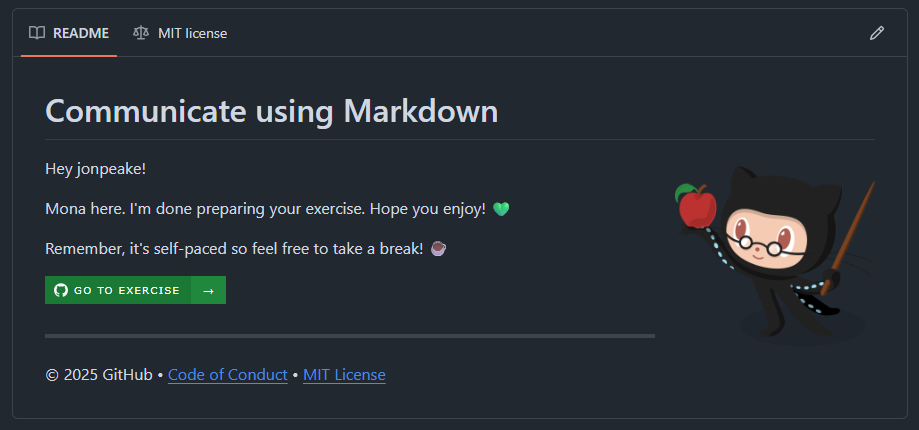 README MIT license
Communicate using Markdown
Hey jonpeake!
Mona here. I'm done preparing your exercise. Hope you enjoy! 💚
Remember, it's self-paced so feel free to take a break! ☕
GO TO EXERCISE →
© 2025 GitHub • Code of Conduct • MIT License